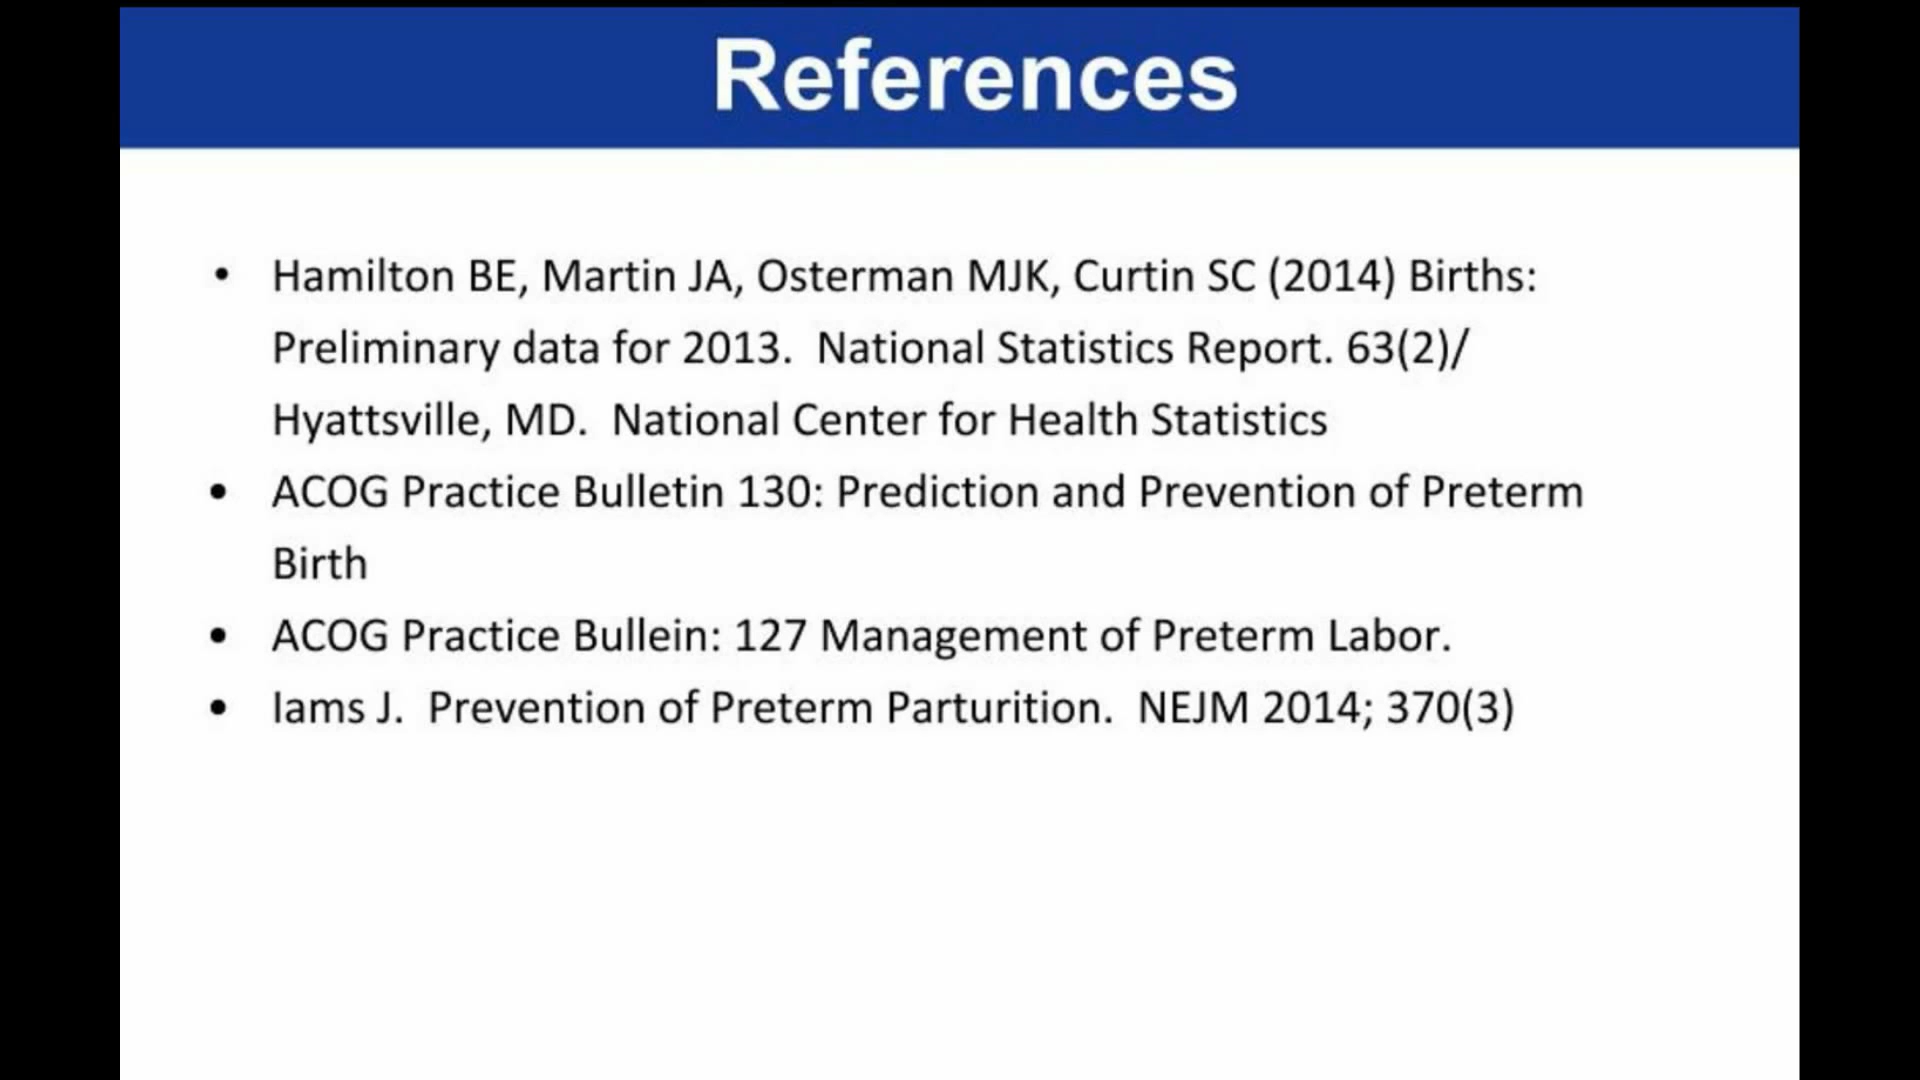 References
• Hamilton BE, Martin JA, Osterman MJK, Curtin SC (2014) Births:
Preliminary data for 2013.  National Statistics Report. 63(2)/
Hyattsville, MD.  National Center for Health Statistics
• ACOG Practice Bulletin 130: Prediction and Prevention of Preterm
Birth
• ACOG Practice Bullein: 127 Management of Preterm Labor.
• Iams J.  Prevention of Preterm Parturition.  NEJM 2014; 370(3)